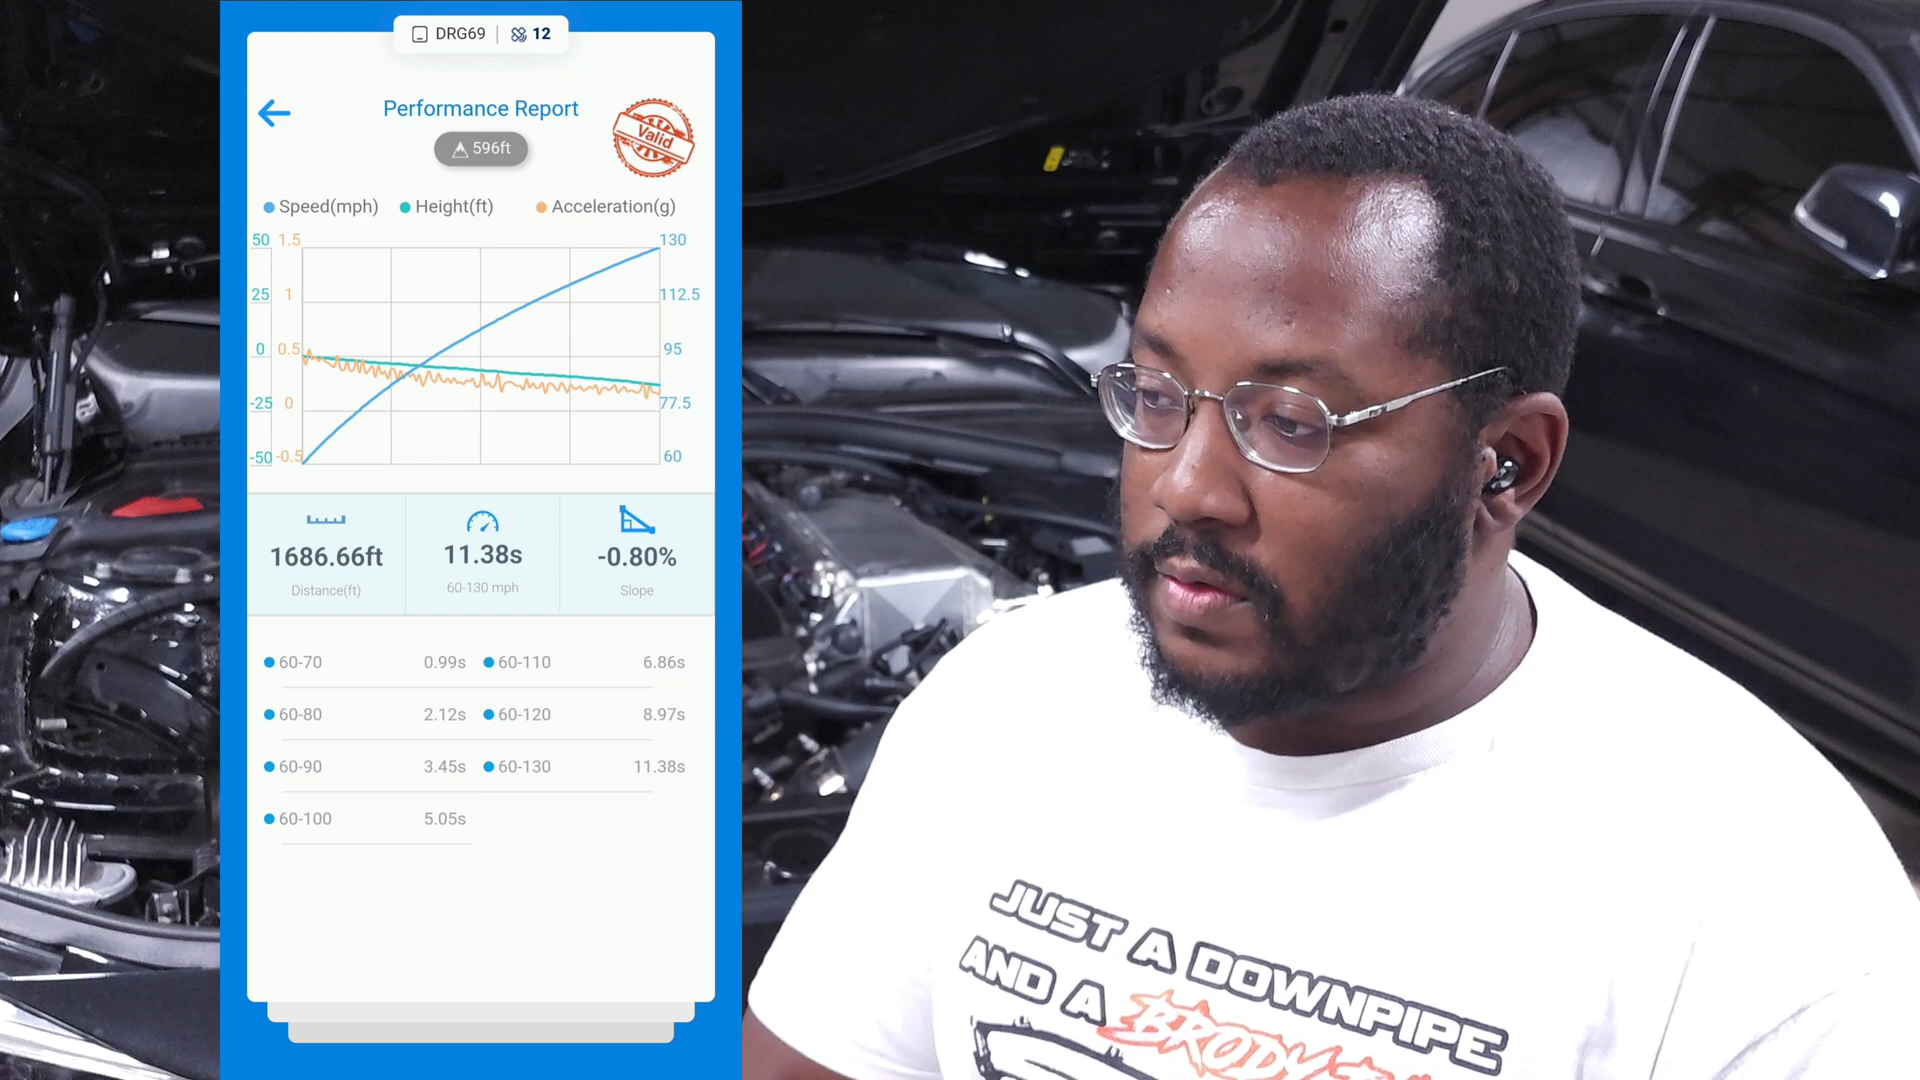 DRG69 | 12
Performance Report
596ft
Valid
Speed(mph) Height(ft) Acceleration(g)
50 1.5 130
25 1 112.5
0 0.5 95
-25 0 77.5
-50 -0.5 60
1686.66ft 11.38s -0.80%
Distance(ft) 60-130 mph Slope
60-70 0.99s 60-110 6.86s
60-80 2.12s 60-120 8.97s
60-90 3.45s 60-130 11.38s
60-100 5.05s
JUST A DOWNPIPE
AND A BRODY